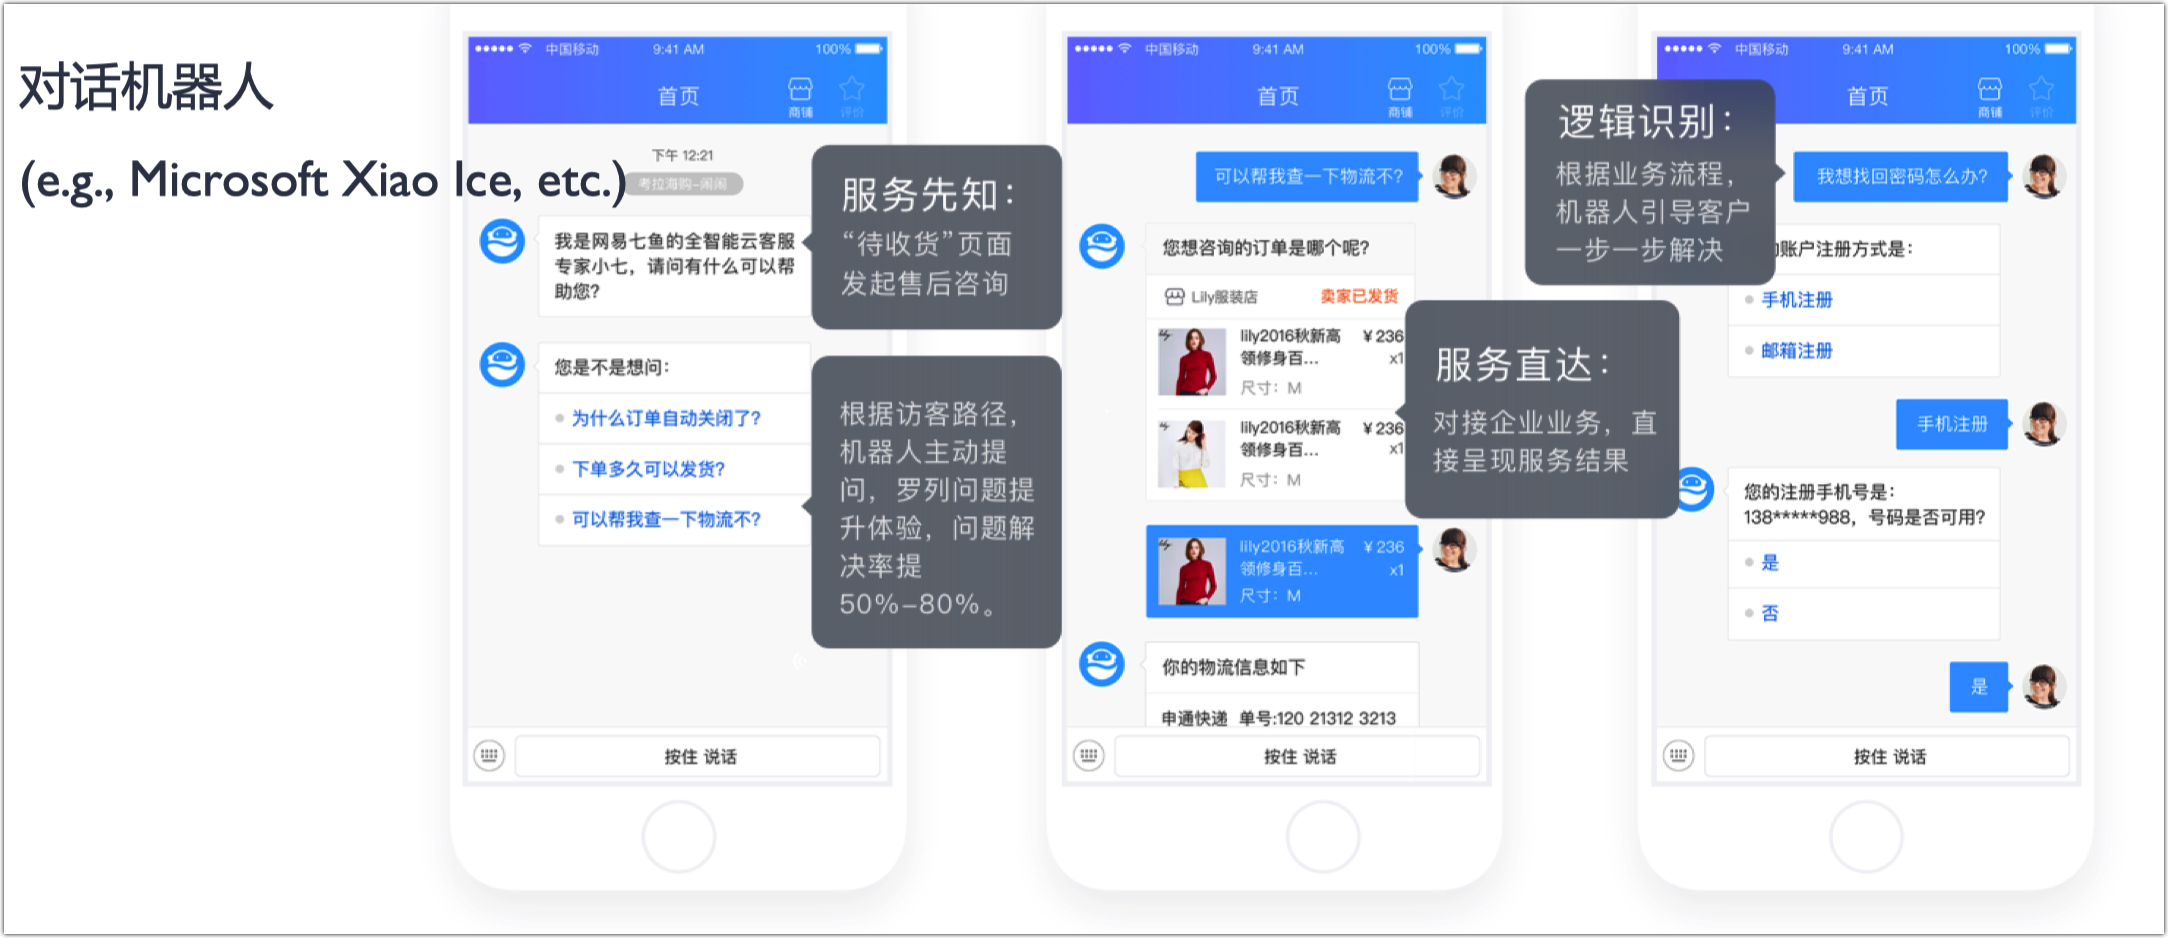 对话机器人
(e.g., Microsoft Xiao Ice, etc.)
中国移动 9:41 AM 100%
首页
商铺 评价
下午 12:21
考拉海购-闲闲
我是网易七鱼的全智能云客服
专家小七，请问有什么可以帮
助您？
您是不是想问：
为什么订单自动关闭了？
下单多久可以发货？
可以帮我查一下物流不？
按住 说话
服务先知：
“待收货”页面
发起售后咨询
根据访客路径，
机器人主动提
问，罗列问题提
升体验，问题解
决率提
50%-80%。
中国移动 9:41 AM 100%
首页
商铺 评价
可以帮我查一下物流不？
您想咨询的订单是哪个呢？
Lily服装店 卖家已发货
lily2016秋新高 ¥236
领修身百... x1
尺寸：M
lily2016秋新高 ¥236
领修身百... x1
尺寸：M
lily2016秋新高 ¥236
领修身百... x1
尺寸：M
你的物流信息如下
申通快递 单号:120 21312 3213
按住 说话
服务直达：
对接企业业务，直
接呈现服务结果
逻辑识别：
根据业务流程，
机器人引导客户
一步一步解决
中国移动 9:41 AM 100%
首页
商铺 评价
我想找回密码怎么办？
账户注册方式是：
手机注册
邮箱注册
手机注册
您的注册手机号是：
138*****988，号码是否可用？
是
否
是
按住 说话